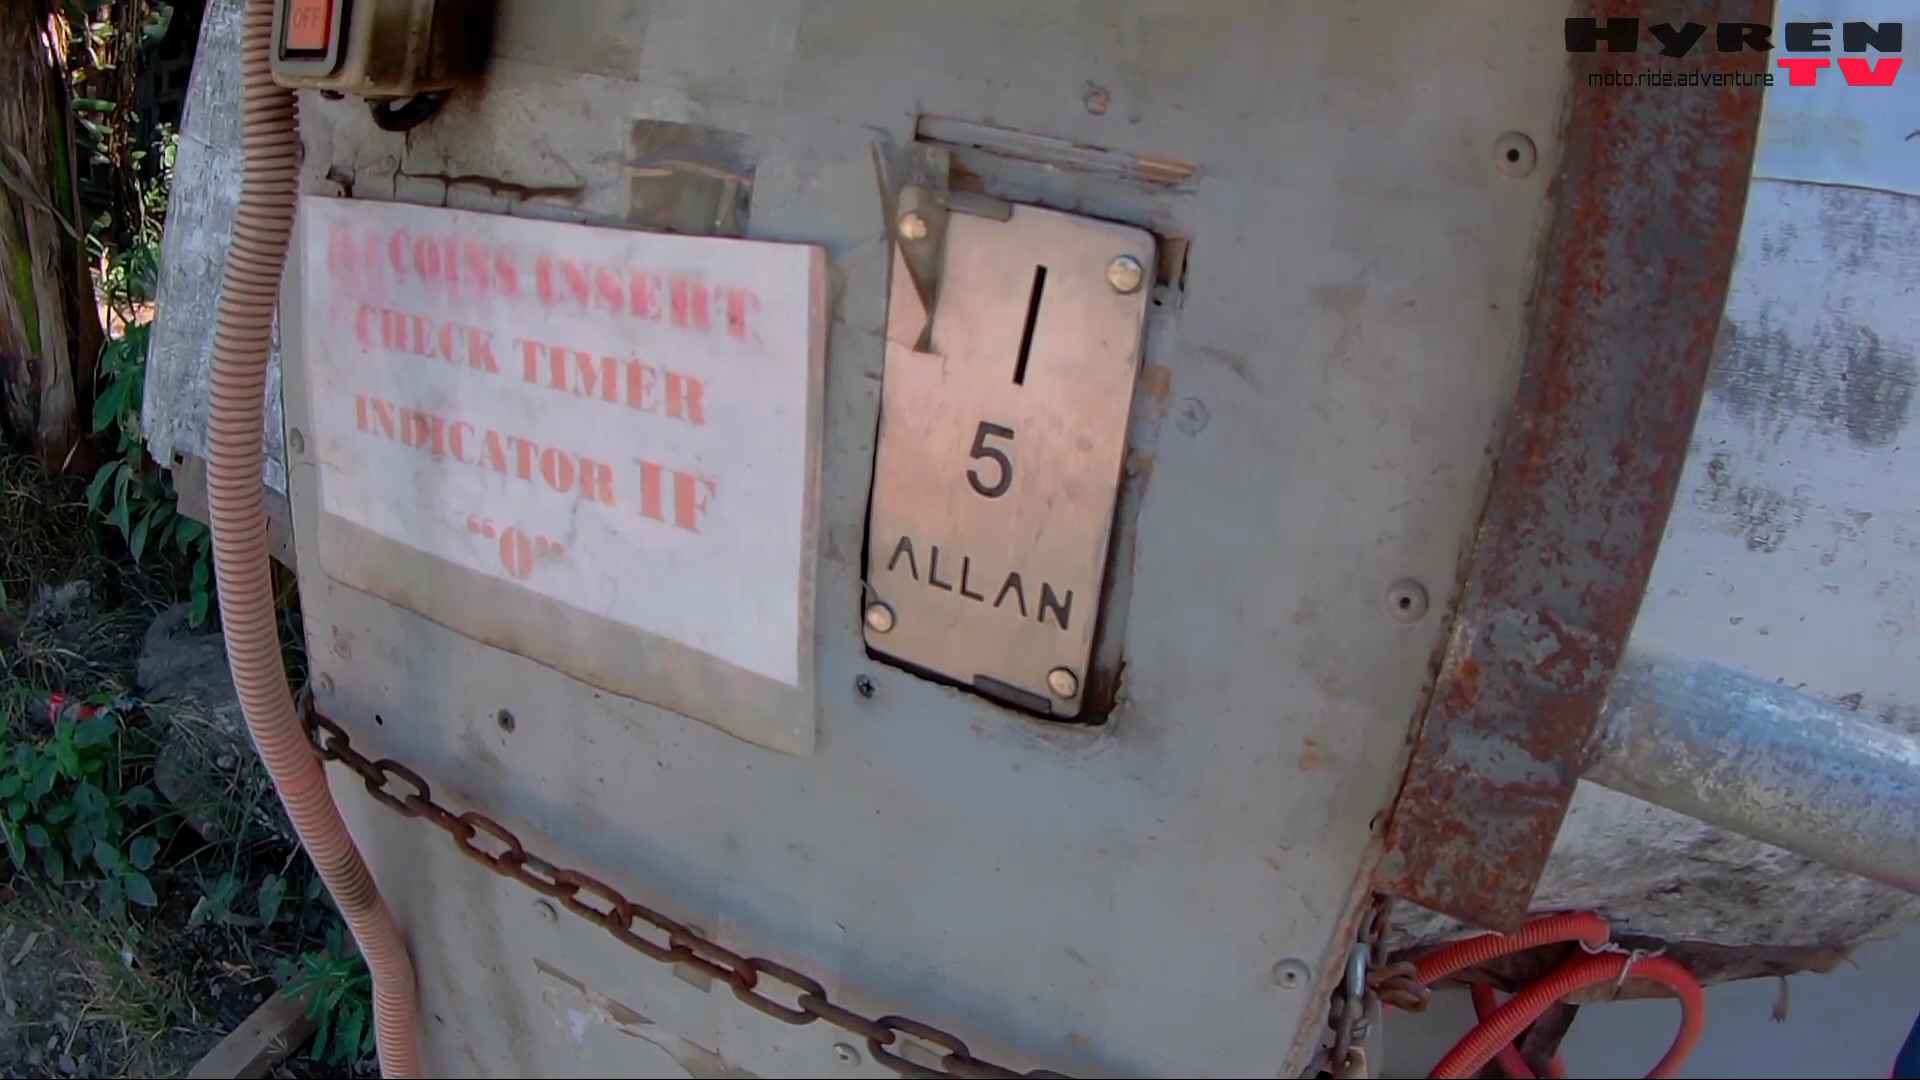 OFF
HYREN
moto.ride.adventure TV
COINS INSERT
CHECK TIMER
INDICATOR IF
"0"
5
ALLAN